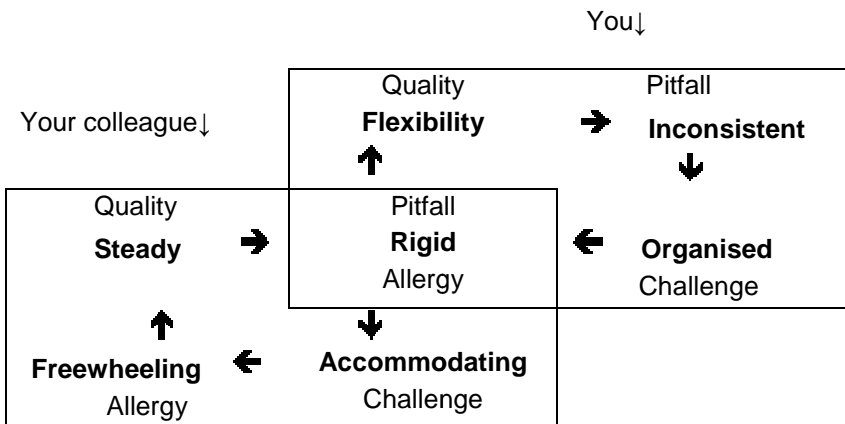 You↓
Quality Pitfall
Your colleague↓ Flexibility → Inconsistent
↑ ↓
Quality Pitfall
Steady → Rigid ← Organised
Allergy Challenge
↑ ↓
Freewheeling ← Accommodating
Allergy Challenge